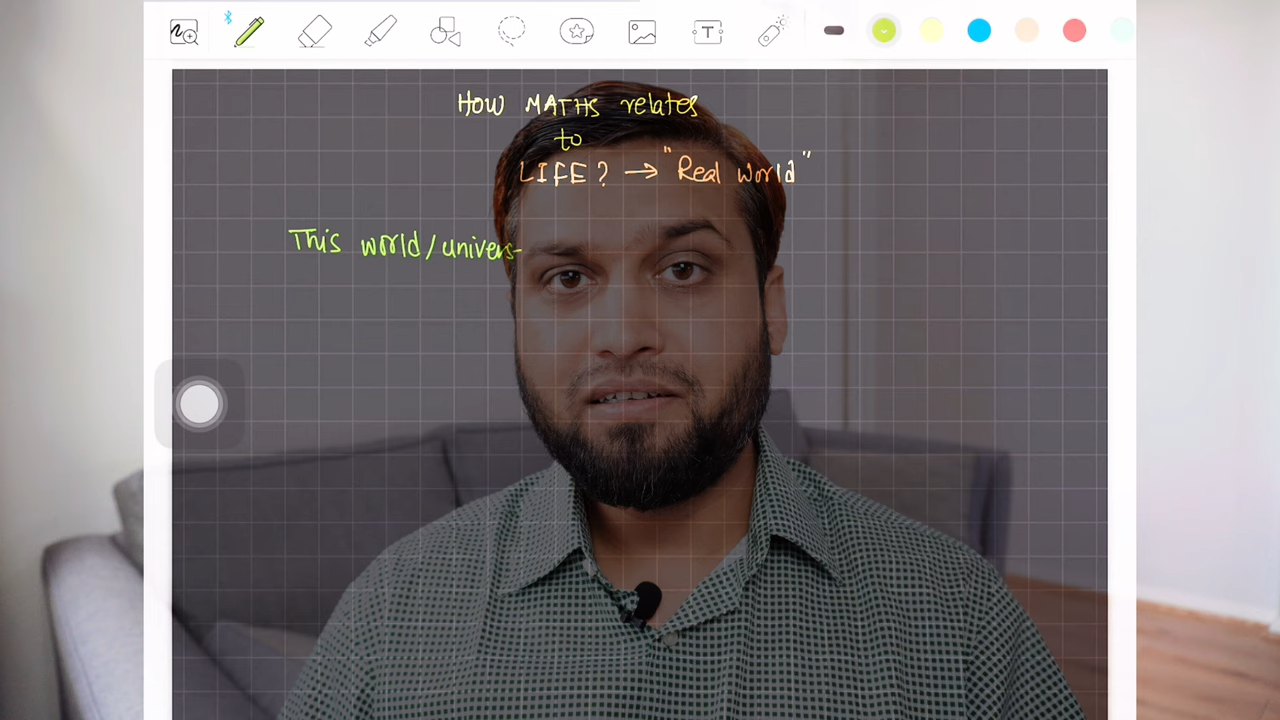 How MATHS relates
to
LIFE? → "Real world"
This world/univers-